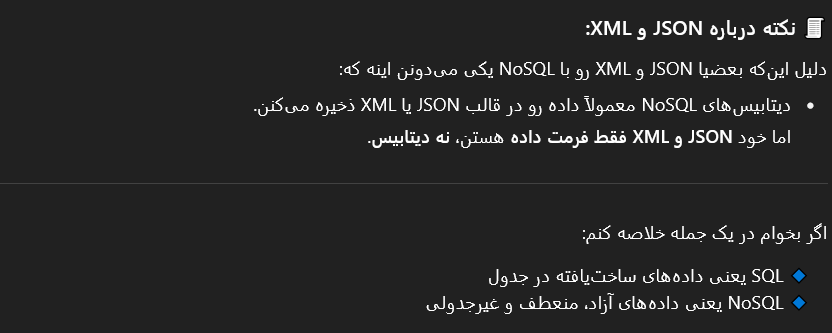 🧾 نکته درباره JSON و XML:
دلیل این‌که بعضیا JSON و XML رو با NoSQL یکی می‌دونن اینه که:
• دیتابیس‌های NoSQL معمولاً داده رو در قالب JSON یا XML ذخیره می‌کنن.
اما خود JSON و XML فقط فرمت داده هستن، نه دیتابیس.
اگر بخوام در یک جمله خلاصه کنم:
🔹 SQL یعنی داده‌های ساخت‌یافته در جدول
🔹 NoSQL یعنی داده‌های آزاد، منعطف و غیرجدولی